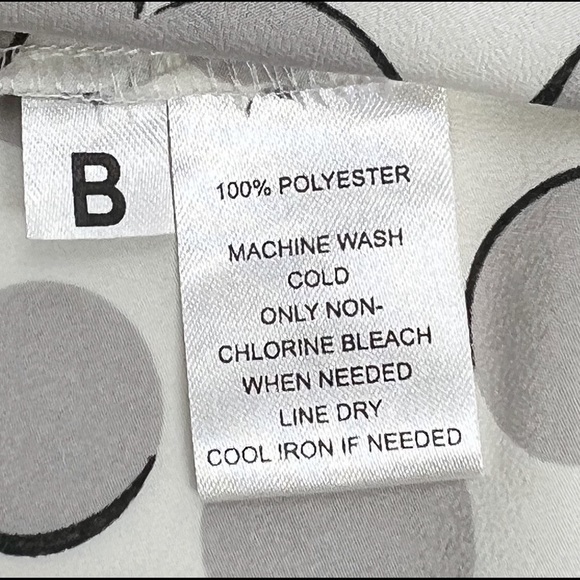 B
100% POLYESTER
MACHINE WASH
COLD
ONLY NON-
CHLORINE BLEACH
WHEN NEEDED
LINE DRY
COOL IRON IF NEEDED